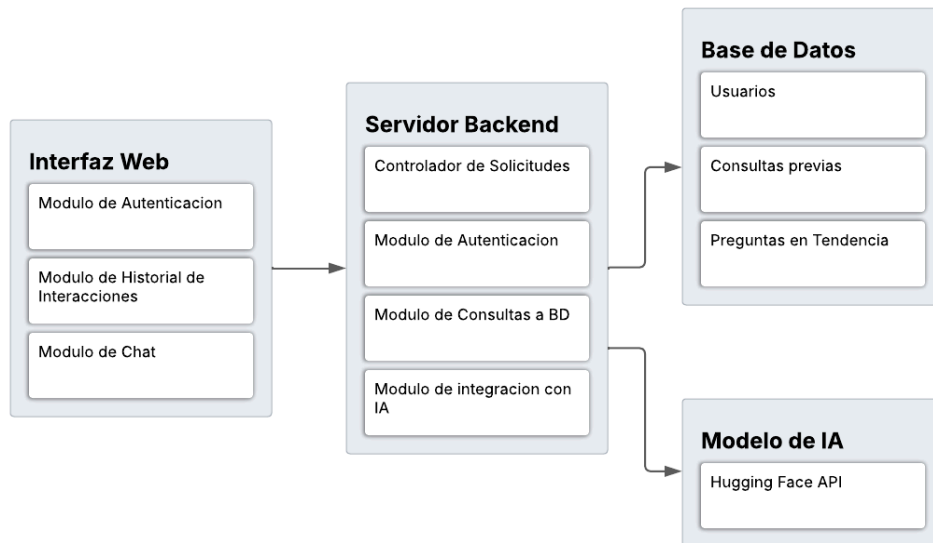 Interfaz Web
Modulo de Autenticacion
Modulo de Historial de
Interacciones
Modulo de Chat
Servidor Backend
Controlador de Solicitudes
Modulo de Autenticacion
Modulo de Consultas a BD
Modulo de integracion con
IA
Base de Datos
Usuarios
Consultas previas
Preguntas en Tendencia
Modelo de IA
Hugging Face API